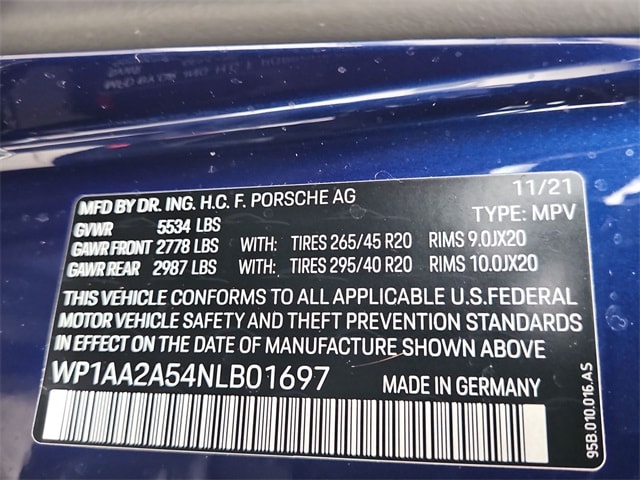 MFD BY DR. ING. H.C. F. PORSCHE AG 11/21
GVWR 5534 LBS TYPE: MPV
GAWR FRONT 2778 LBS WITH: TIRES 265/45 R20 RIMS 9.0JX20
GAWR REAR 2987 LBS WITH: TIRES 295/40 R20 RIMS 10.0JX20
THIS VEHICLE CONFORMS TO ALL APPLICABLE U.S.FEDERAL
MOTOR VEHICLE SAFETY AND THEFT PREVENTION STANDARDS
IN EFFECT ON THE DATE OF MANUFACTURE SHOWN ABOVE.
WP1AA2A54NLB01697 MADE IN GERMANY
95B.010.016.AS